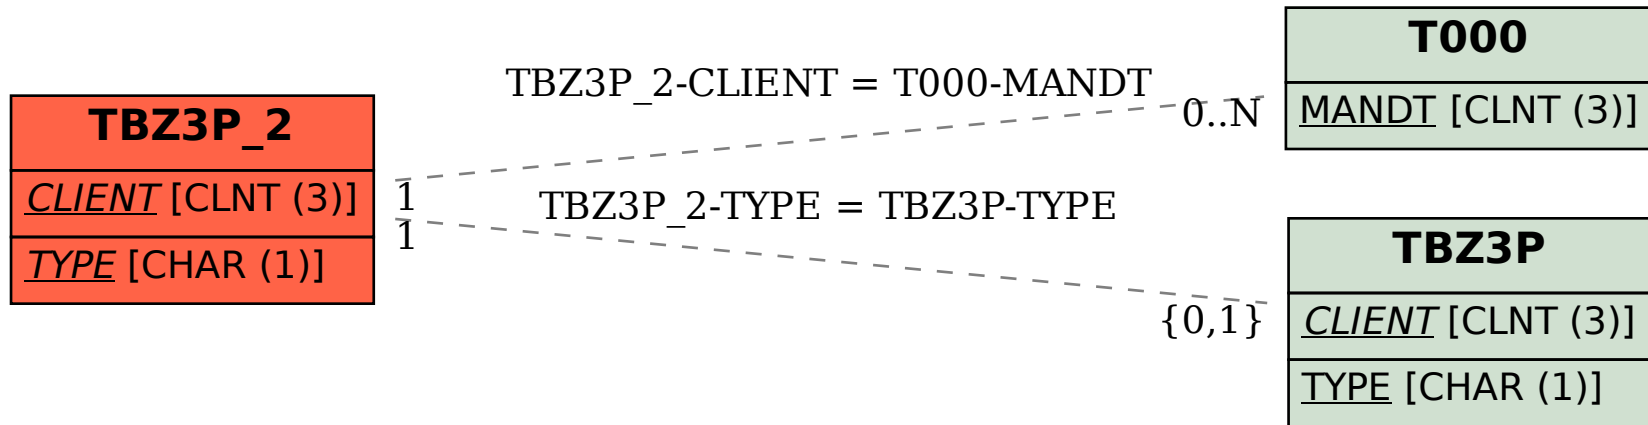 TBZ3P_2
CLIENT [CLNT (3)]
TYPE [CHAR (1)]
TBZ3P_2-CLIENT = T000-MANDT
0..N
1
TBZ3P_2-TYPE = TBZ3P-TYPE
1
{0,1}
T000
MANDT [CLNT (3)]
TBZ3P
CLIENT [CLNT (3)]
TYPE [CHAR (1)]